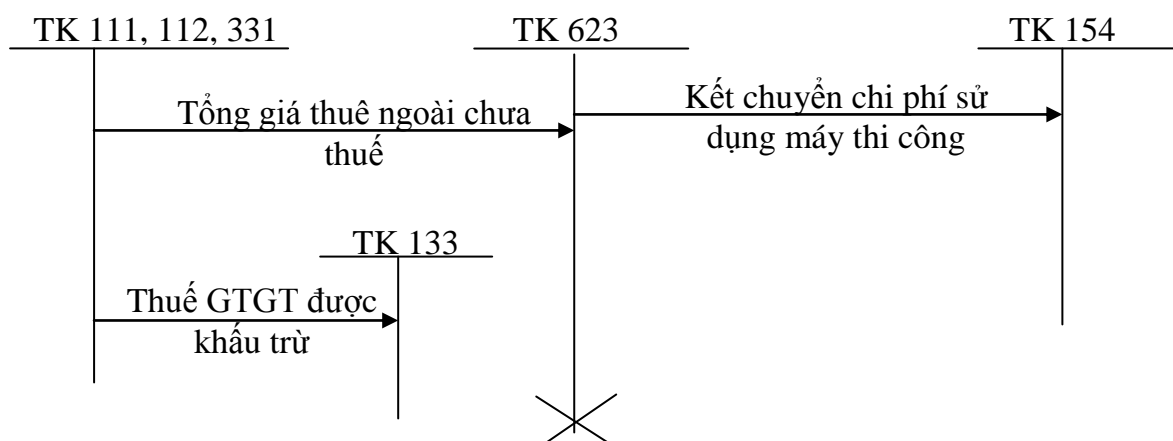 TK 111, 112, 331
TK 623
TK 154
Tổng giá thuê ngoài chưa
thuế
Kết chuyển chi phí sử
dụng máy thi công
TK 133
Thuế GTGT được
khấu trừ